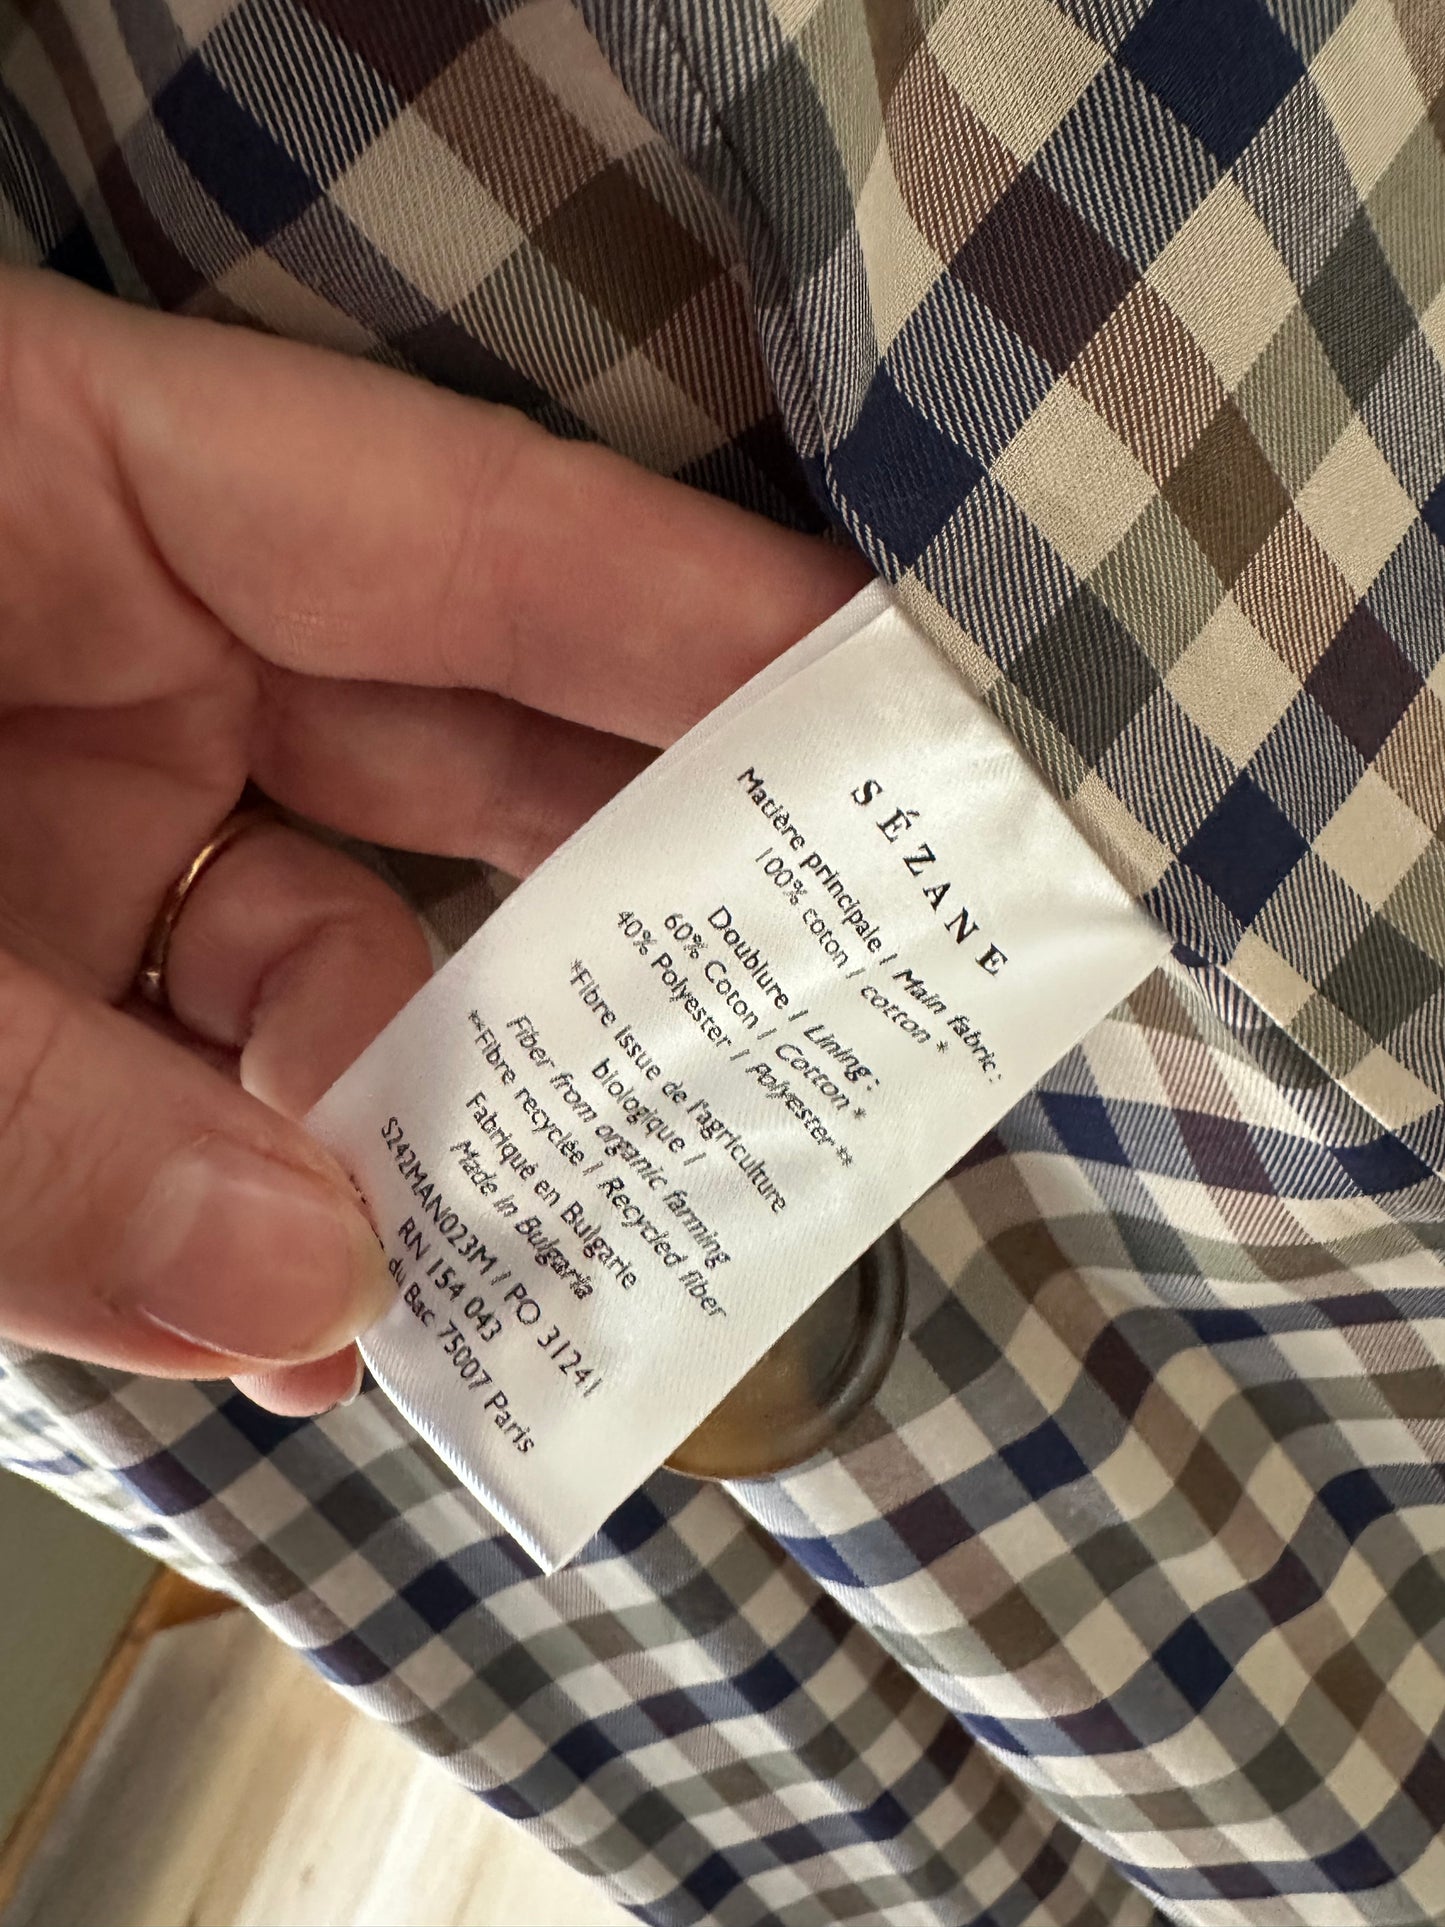 SÉZANE
Matière principale / Main fabric :
100% coton / cotton *
Doublure / Lining :
60% Coton / Cotton *
40% Polyester / Polyester **
*Fibre issue de l'agriculture
biologique /
Fiber from organic farming
**Fibre recyclée / Recycled fiber
Fabriqué en Bulgarie
Made in Bulgaria
S242MAN023M / PO 31241
RN 154 043
du Bac 75007 Paris